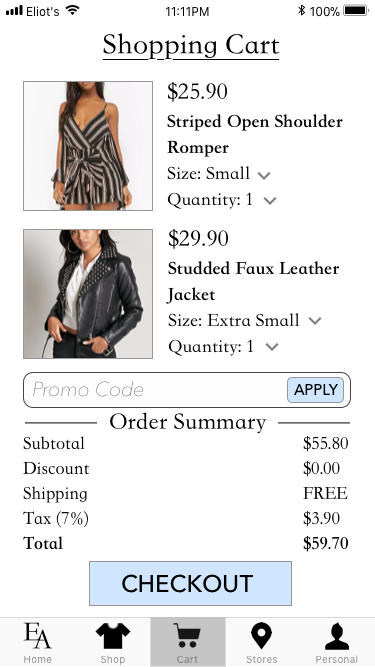 Eliot's 11:11PM 100%
Shopping Cart
$25.90
Striped Open Shoulder
Romper
Size: Small
Quantity: 1
$29.90
Studded Faux Leather
Jacket
Size: Extra Small
Quantity: 1
Promo Code APPLY
Order Summary
Subtotal $55.80
Discount $0.00
Shipping FREE
Tax (7%) $3.90
Total $59.70
CHECKOUT
EA
Home Shop Cart Stores Personal